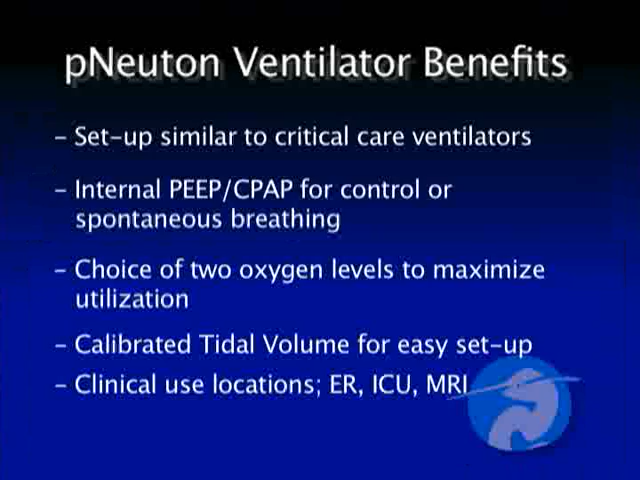 pNeuton Ventilator Benefits
– Set-up similar to critical care ventilators
– Internal PEEP/CPAP for control or
spontaneous breathing
– Choice of two oxygen levels to maximize
utilization
– Calibrated Tidal Volume for easy set-up
– Clinical use locations; ER, ICU, MRI